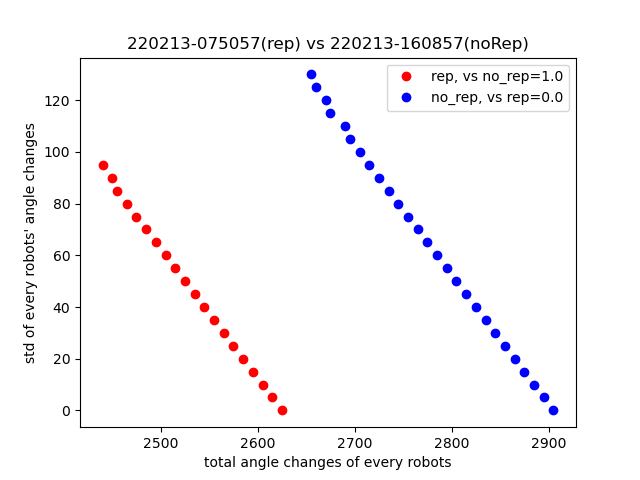 220213-075057(rep) vs 220213-160857(noRep)
rep, vs no_rep=1.0
no_rep, vs rep=0.0
std of every robots' angle changes
120
100
80
60
40
20
0
2500 2600 2700 2800 2900
total angle changes of every robots